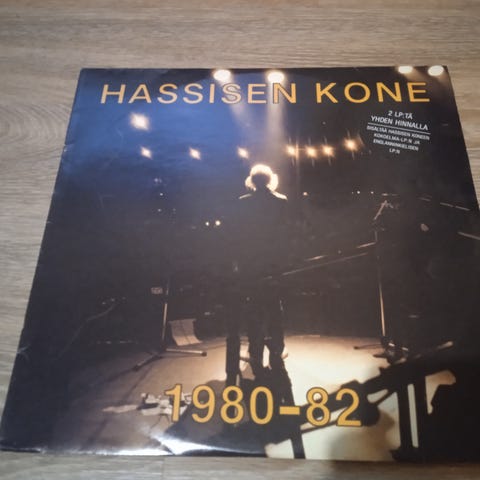 HASSISEN KONE
2 LP:TÄ
YHDEN HINNALLA
SISÄLTÄÄ HASSISEN KONEEN
KOKOELMA-LP:N JA
ENGLANNINKIELISEN
LP:N
1980-82